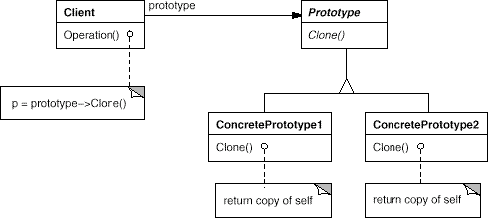 Client
prototype
Prototype
Operation()
Clone()
p = prototype->Clone()
ConcretePrototype1
ConcretePrototype2
Clone()
Clone()
return copy of self
return copy of self